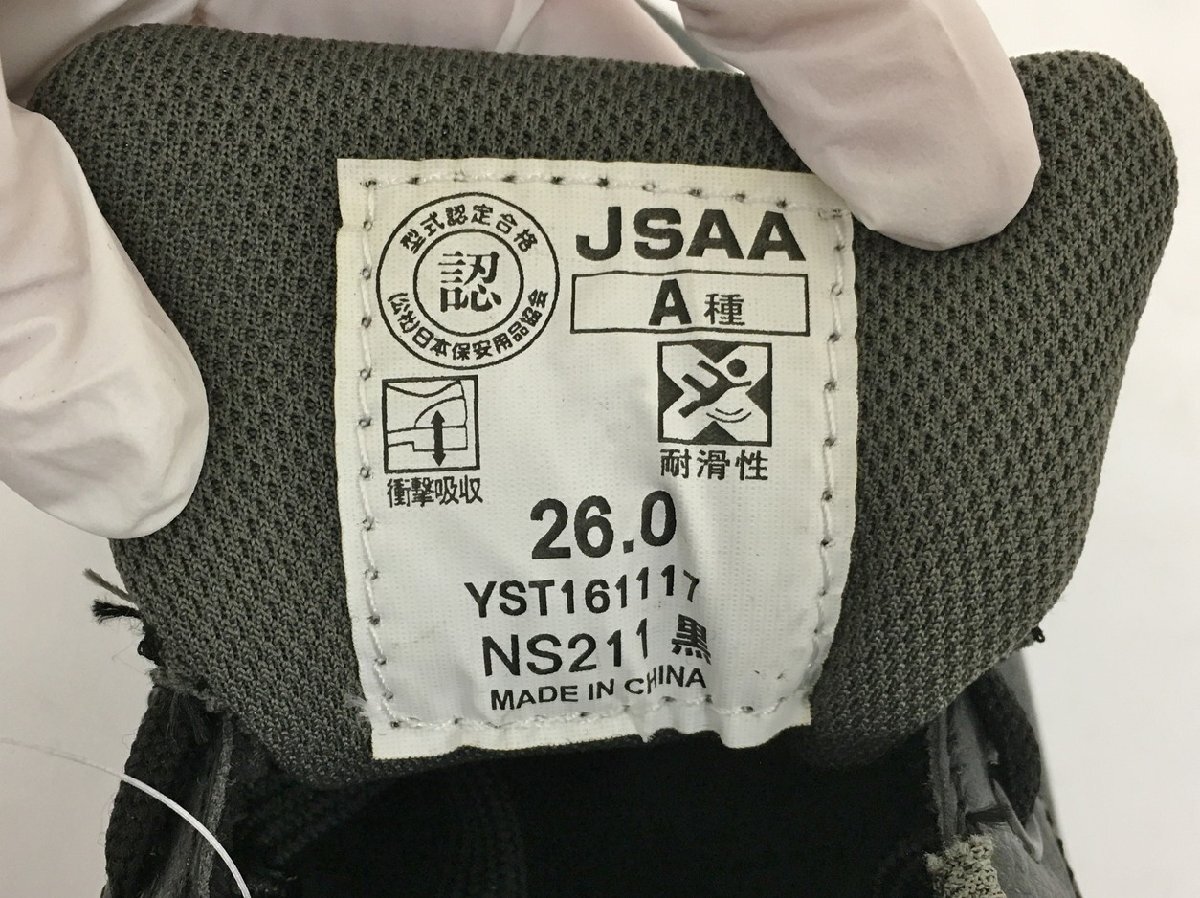 型式認定合格
認
(公社)日本保安用品協会
JSAA
A種
衝撃吸収
耐滑性
26.0
YST161117
NS211 黒
MADE IN CHINA